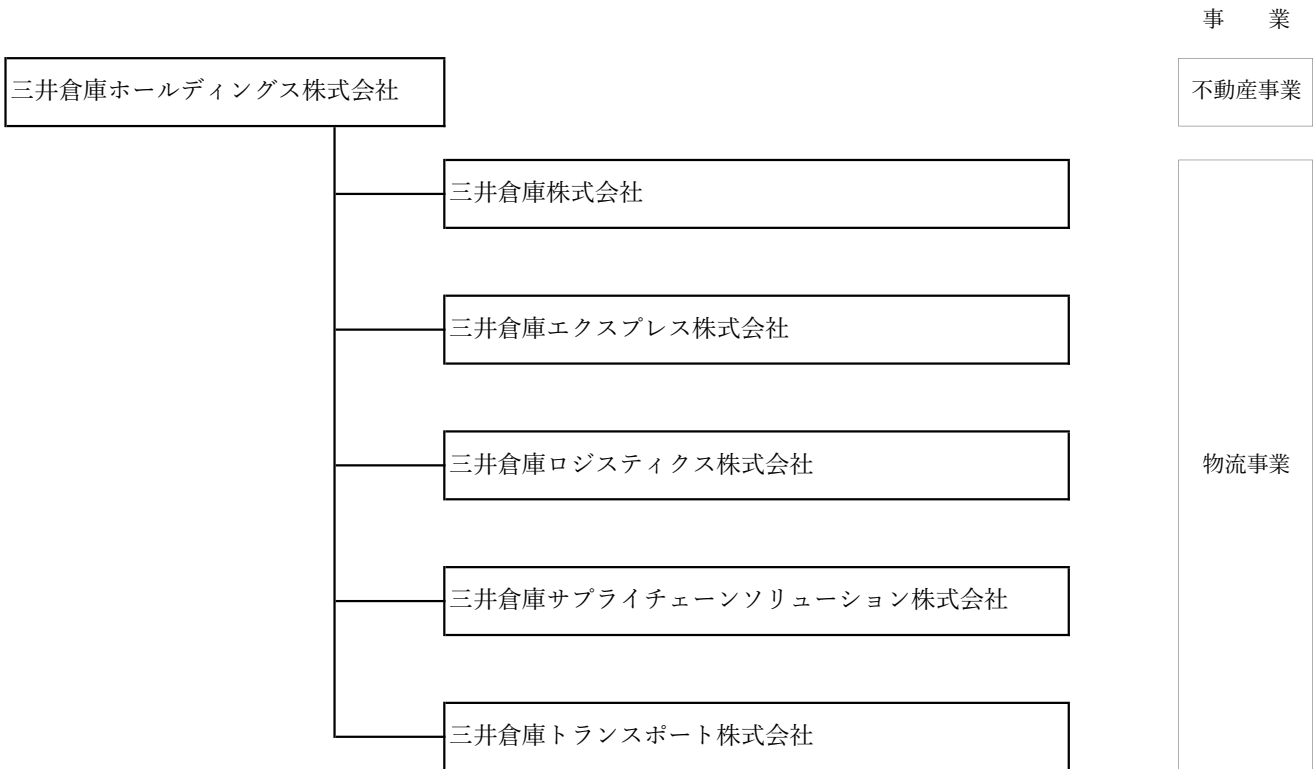 事　　業
三井倉庫ホールディングス株式会社
不動産事業
三井倉庫株式会社
三井倉庫エクスプレス株式会社
三井倉庫ロジスティクス株式会社
物流事業
三井倉庫サプライチェーンソリューション株式会社
三井倉庫トランスポート株式会社